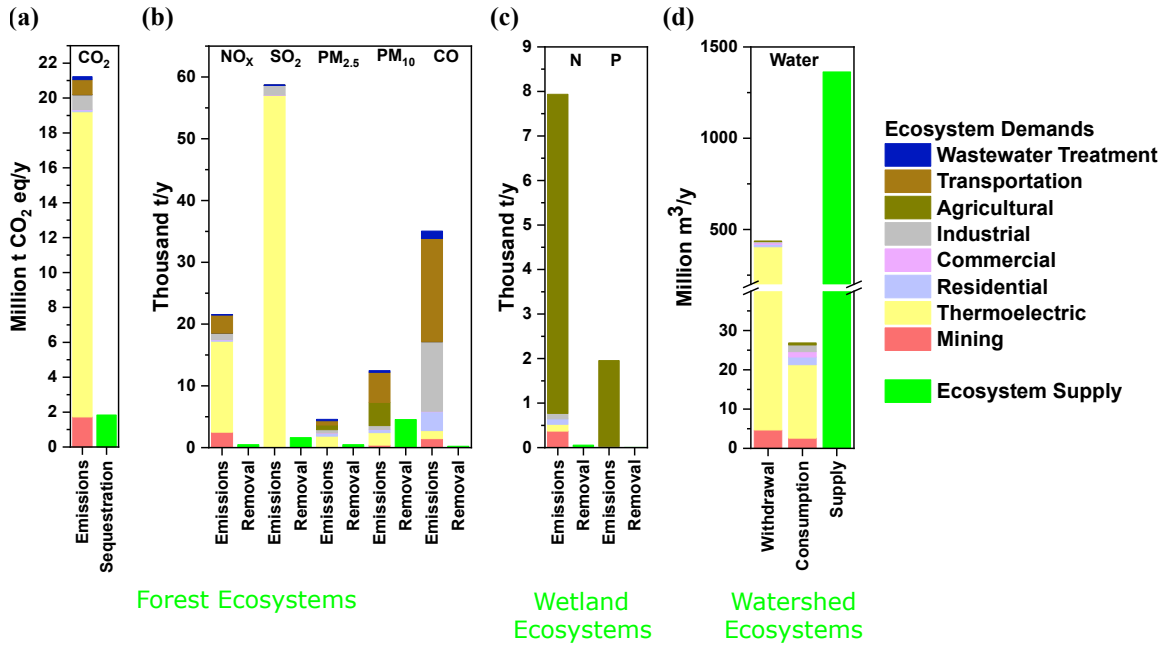 (a)
(b)
(c)
(d)
CO₂
NOX SO₂ PM₂.₅ PM₁₀ CO
N P
Water
Million t CO₂ eq/y
22
20
18
16
14
12
10
8
6
4
2
0
Emissions
Sequestration
Thousand t/y
60
50
40
30
20
10
0
Emissions
Removal
Emissions
Removal
Emissions
Removal
Emissions
Removal
Emissions
Removal
Thousand t/y
9
8
7
6
5
4
3
2
1
0
Emissions
Removal
Emissions
Removal
Million m³/y
1500
1000
500
30
20
10
0
Withdrawal
Consumption
Supply
Ecosystem Demands
Wastewater Treatment
Transportation
Agricultural
Industrial
Commercial
Residential
Thermoelectric
Mining
Ecosystem Supply
Forest Ecosystems
Wetland
Ecosystems
Watershed
Ecosystems